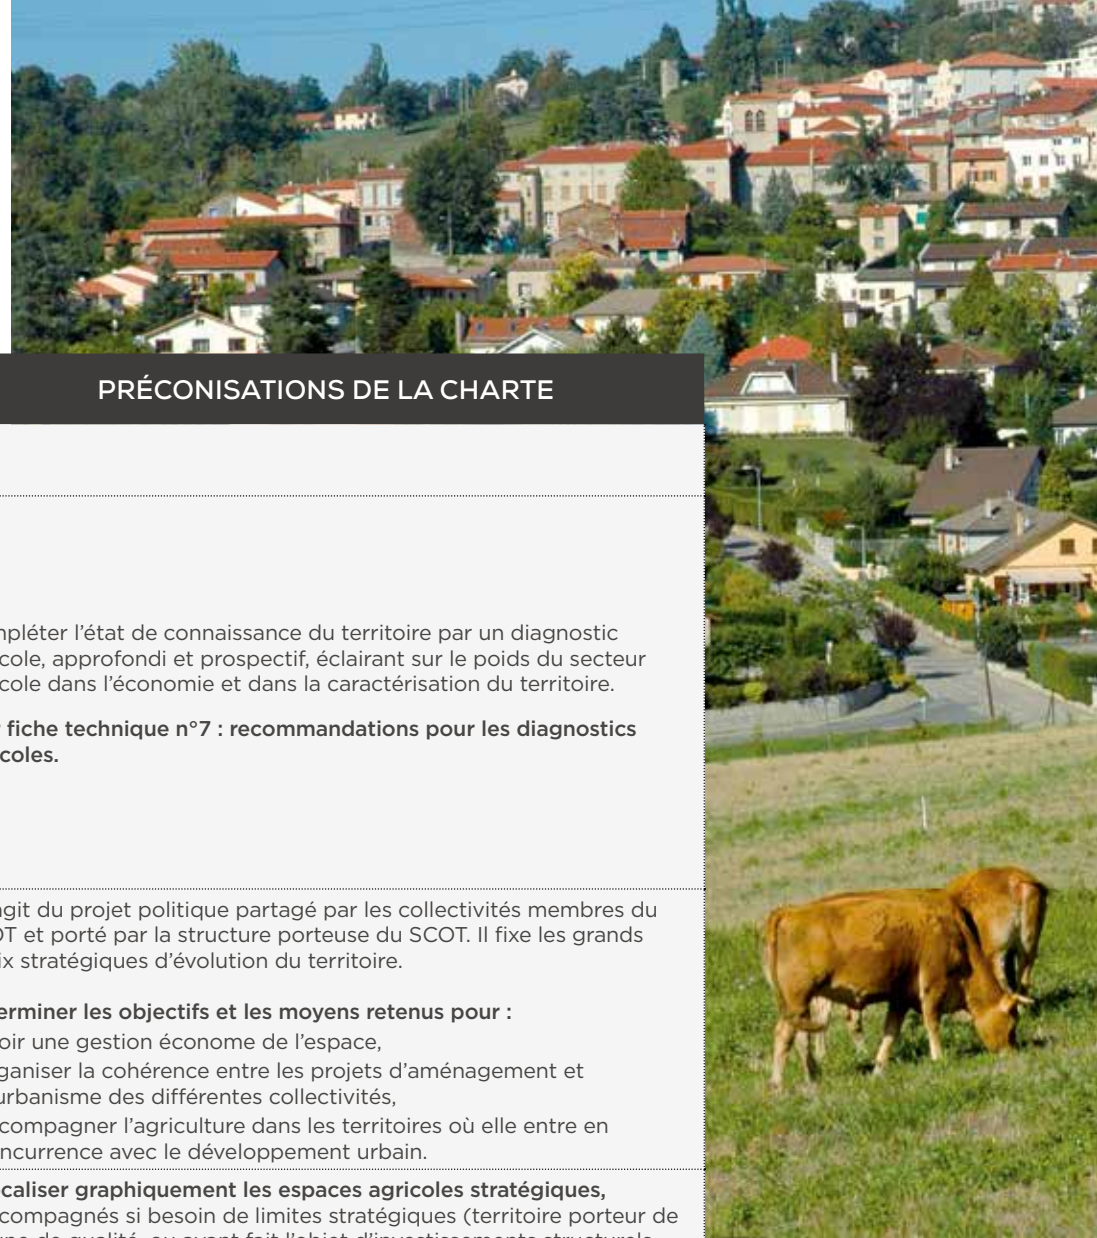 PRÉCONISATIONS DE LA CHARTE
mpléter l’état de connaissance du territoire par un diagnostic
cole, approfondi et prospectif, éclairant sur le poids du secteur
cole dans l’économie et dans la caractérisation du territoire.
fiche technique n°7 : recommandations pour les diagnostics
coles.
agit du projet politique partagé par les collectivités membres du
OT et porté par la structure porteuse du SCOT. Il fixe les grands
ix stratégiques d’évolution du territoire.
erminer les objectifs et les moyens retenus pour :
oir une gestion économe de l’espace,
ganiser la cohérence entre les projets d’aménagement et
urbanisme des différentes collectivités,
compagner l’agriculture dans les territoires où elle entre en
ncurrence avec le développement urbain.
caliser graphiquement les espaces agricoles stratégiques,
compagnés si besoin de limites stratégiques (territoire porteur de